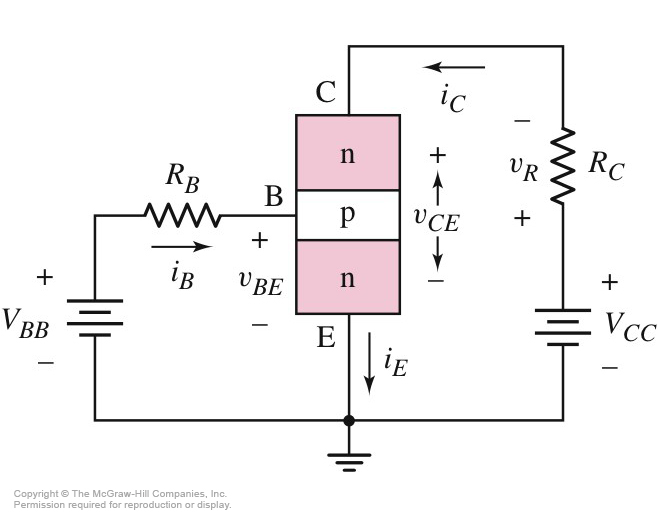 C
i_C
−
n
+
v_R
R_C
R_B
B
p
v_CE
+
i_B
+
v_BE
n
−
+
V_BB
−
−
E
i_E
+
V_CC
−
Copyright © The McGraw-Hill Companies, Inc.
Permission required for reproduction or display.